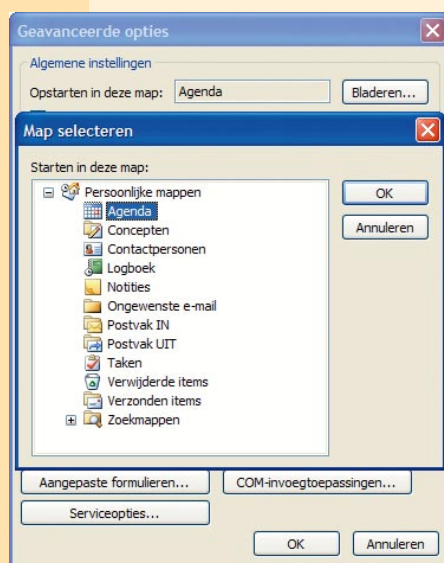 Geavanceerde opties
Algemene instellingen
Opstarten in deze map: Agenda Bladeren...
Map selecteren
Starten in deze map:
Persoonlijke mappen
Agenda
Concepten
Contactpersonen
Logboek
Notities
Ongewenste e-mail
Postvak IN
Postvak UIT
Taken
Verwijderde items
Verzonden items
Zoekmappen
OK
Annuleren
Aangepaste formulieren... COM-invoegtoepassingen...
Serviceopties...
OK Annuleren